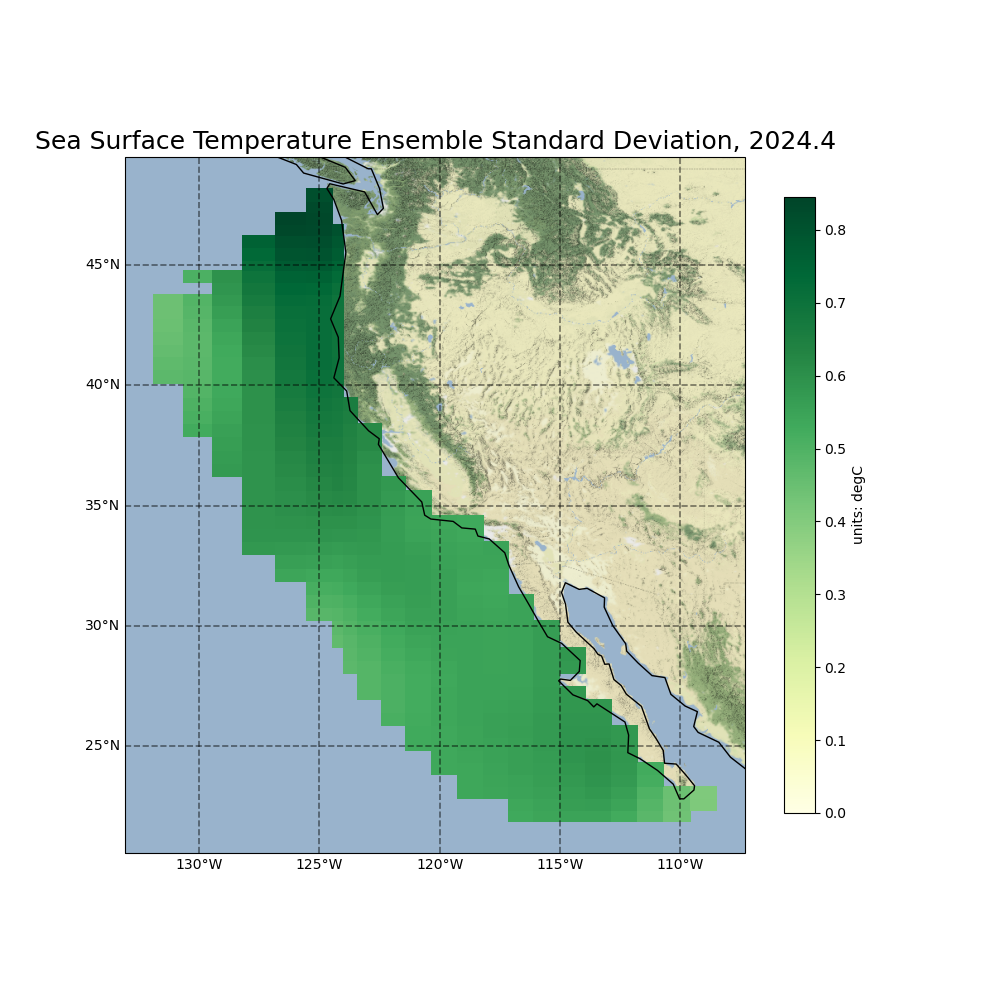 Sea Surface Temperature Ensemble Standard Deviation, 2024.4
45°N
40°N
35°N
30°N
25°N
130°W
125°W
120°W
115°W
110°W
0.8
0.7
0.6
0.5
0.4
0.3
0.2
0.1
0.0
units: degC